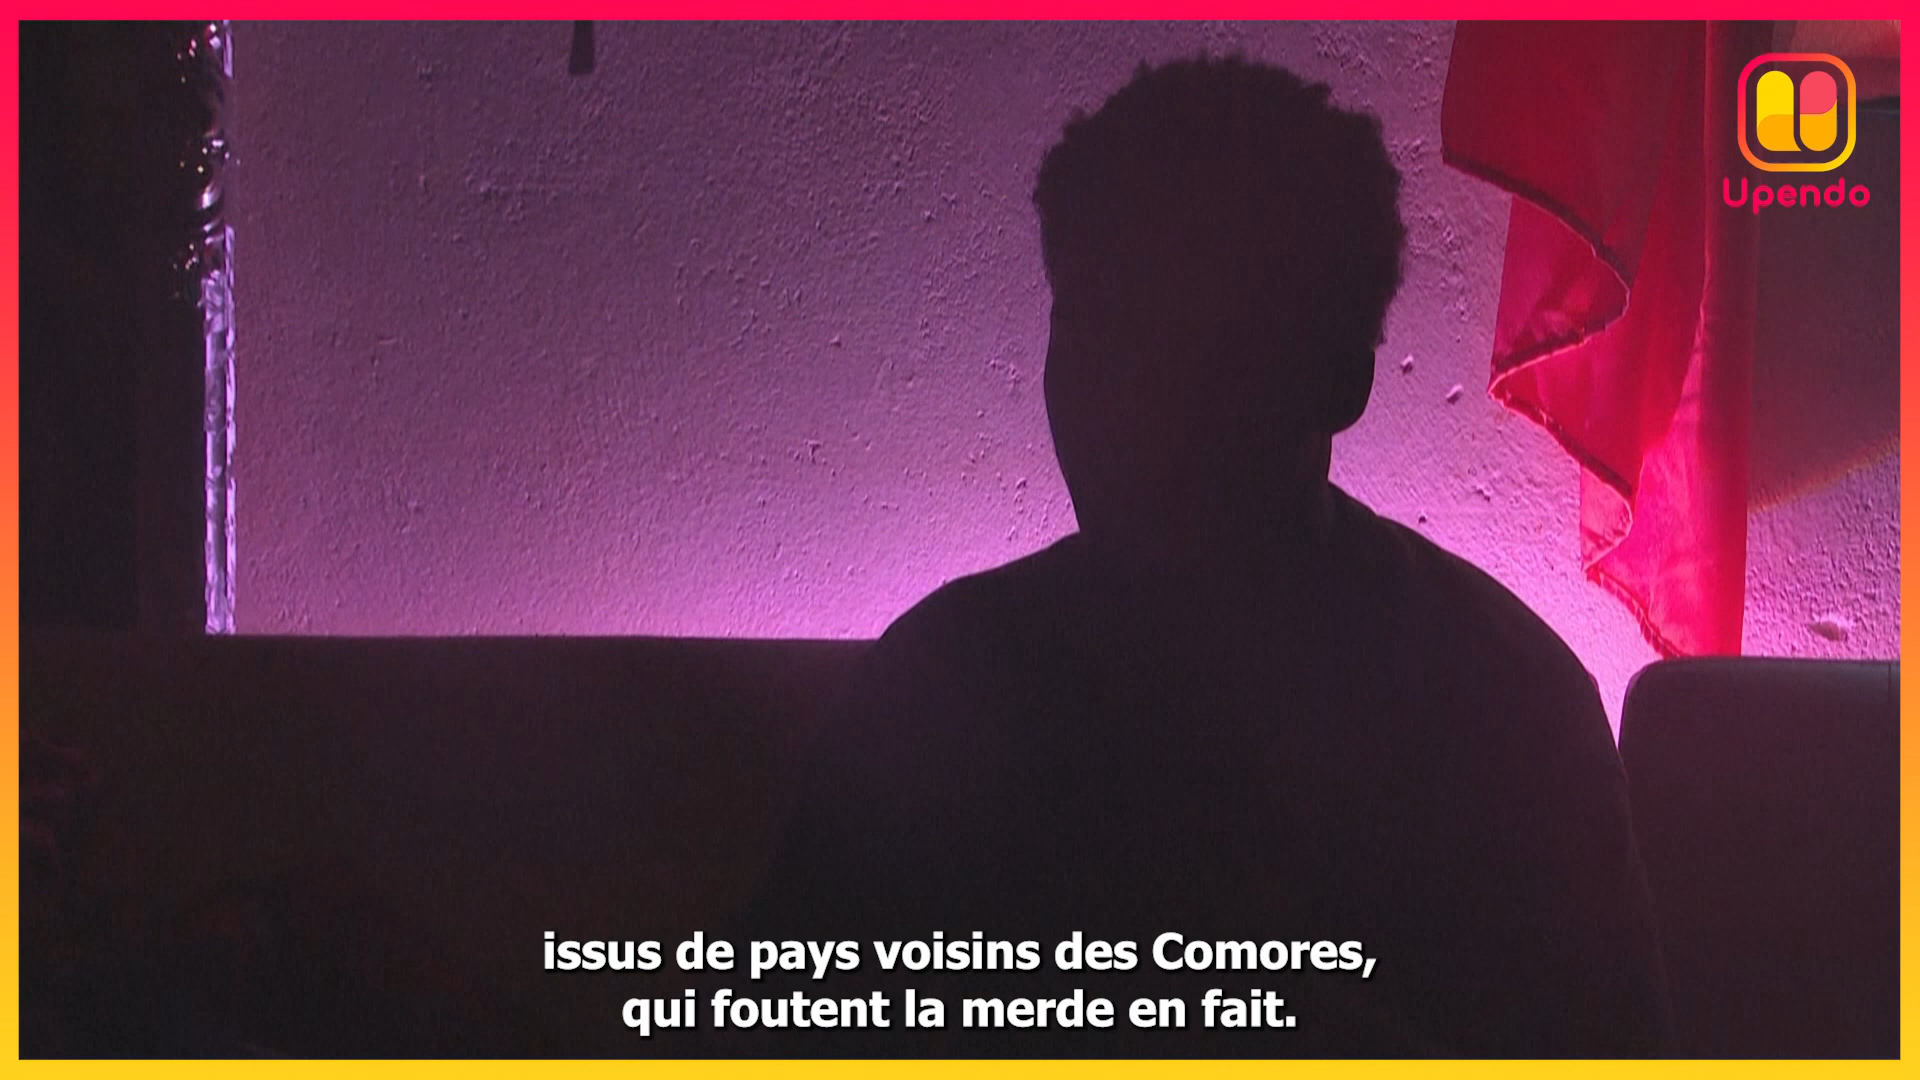 Upendo
issus de pays voisins des Comores,
qui foutent la merde en fait.